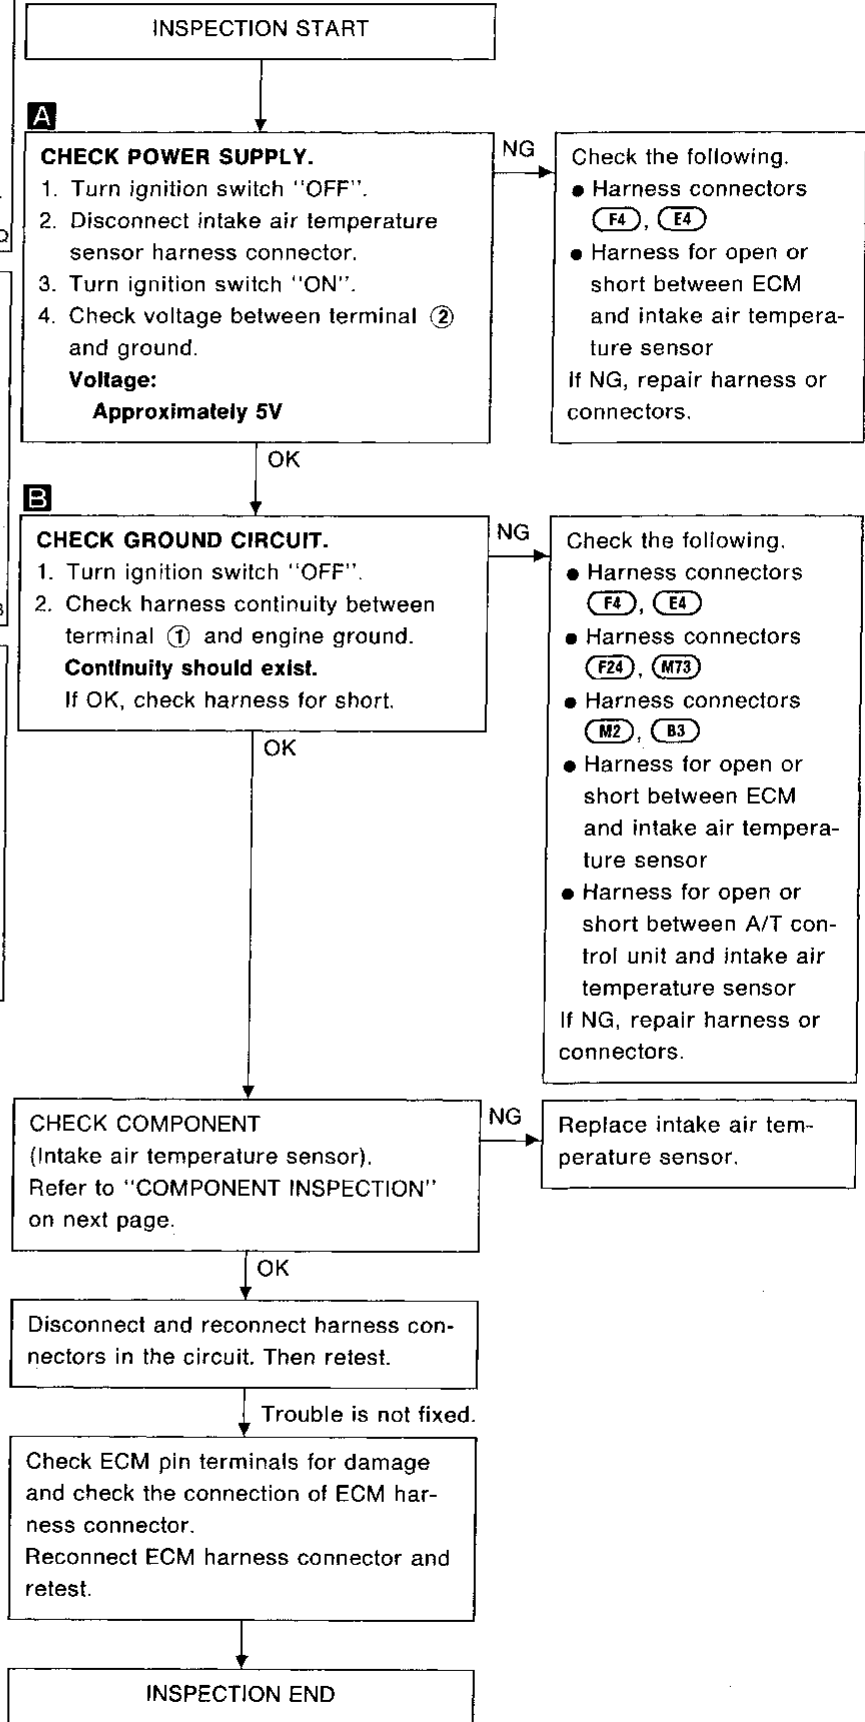 INSPECTION START
A
CHECK POWER SUPPLY.
1. Turn ignition switch "OFF".
2. Disconnect intake air temperature
sensor harness connector.
3. Turn ignition switch "ON".
4. Check voltage between terminal ②
and ground.
Voltage:
Approximately 5V
NG
Check the following.
● Harness connectors
F4, E4
● Harness for open or
short between ECM
and intake air tempera-
ture sensor
If NG, repair harness or
connectors.
OK
B
CHECK GROUND CIRCUIT.
1. Turn ignition switch "OFF".
2. Check harness continuity between
terminal ① and engine ground.
Continuity should exist.
If OK, check harness for short.
NG
Check the following.
● Harness connectors
F4, E4
● Harness connectors
F24, M73
● Harness connectors
M2, B3
● Harness for open or
short between ECM
and intake air tempera-
ture sensor
● Harness for open or
short between A/T con-
trol unit and intake air
temperature sensor
If NG, repair harness or
connectors.
OK
CHECK COMPONENT
(Intake air temperature sensor).
Refer to "COMPONENT INSPECTION"
on next page.
NG
Replace intake air tem-
perature sensor.
OK
Disconnect and reconnect harness con-
nectors in the circuit. Then retest.
Trouble is not fixed.
Check ECM pin terminals for damage
and check the connection of ECM har-
ness connector.
Reconnect ECM harness connector and
retest.
INSPECTION END